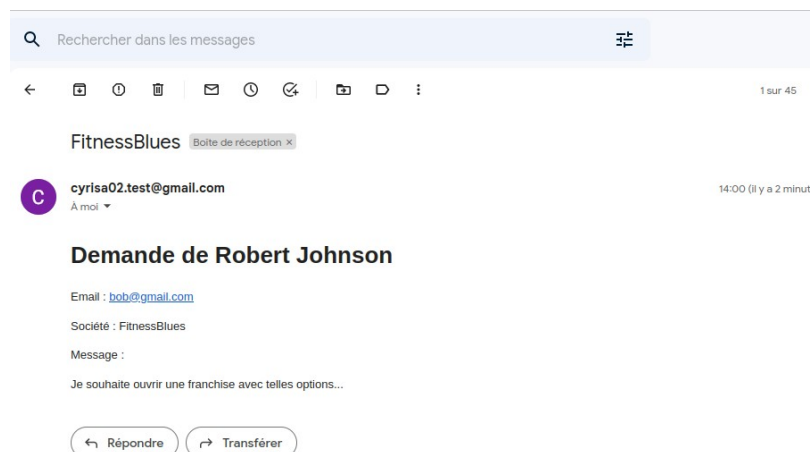 Rechercher dans les messages
1 sur 45
FitnessBlues Boîte de réception ×
C
cyrisa02.test@gmail.com 14:00 (il y a 2 minut
À moi
Demande de Robert Johnson
Email : bob@gmail.com
Société : FitnessBlues
Message :
Je souhaite ouvrir une franchise avec telles options...
Répondre Transférer